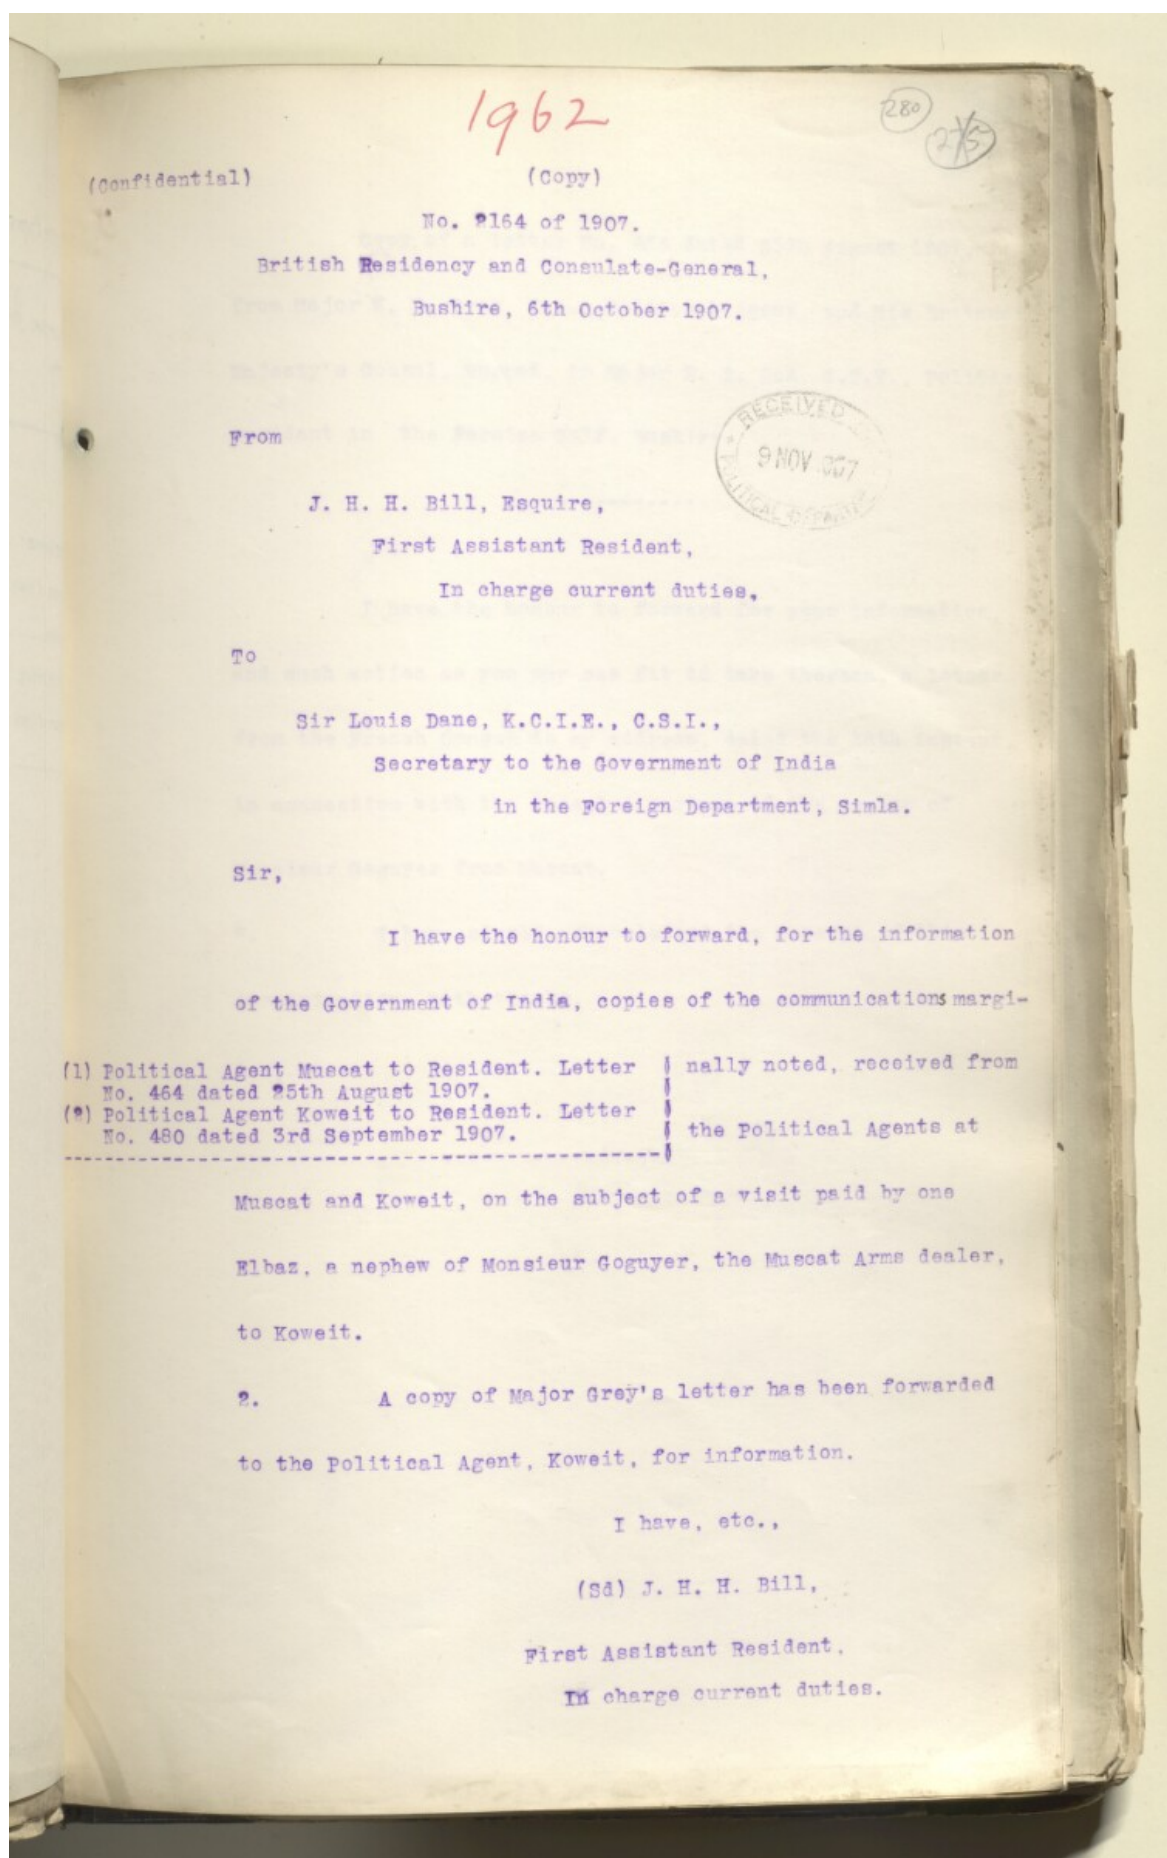 1962
280
275
(Confidential)
(Copy)
No. 2164 of 1907.
British Residency and Consulate-General,
Bushire, 6th October 1907.
RECEIVED
9 NOV 1907
From
J. H. H. Bill, Esquire,
First Assistant Resident,
In charge current duties,
To
Sir Louis Dane, K.C.I.E., C.S.I.,
Secretary to the Government of India
in the Foreign Department, Simla.
Sir,
I have the honour to forward, for the information
of the Government of India, copies of the communications margi-
(1) Political Agent Muscat to Resident. Letter
No. 464 dated 25th August 1907.
(2) Political Agent Koweit to Resident. Letter
No. 480 dated 3rd September 1907.
nally noted, received from
the Political Agents at
Muscat and Koweit, on the subject of a visit paid by one
Elbaz, a nephew of Monsieur Goguyer, the Muscat Arms dealer,
to Koweit.
2. A copy of Major Grey's letter has been forwarded
to the Political Agent, Koweit, for information.
I have, etc.,
(Sd) J. H. H. Bill,
First Assistant Resident,
In charge current duties.